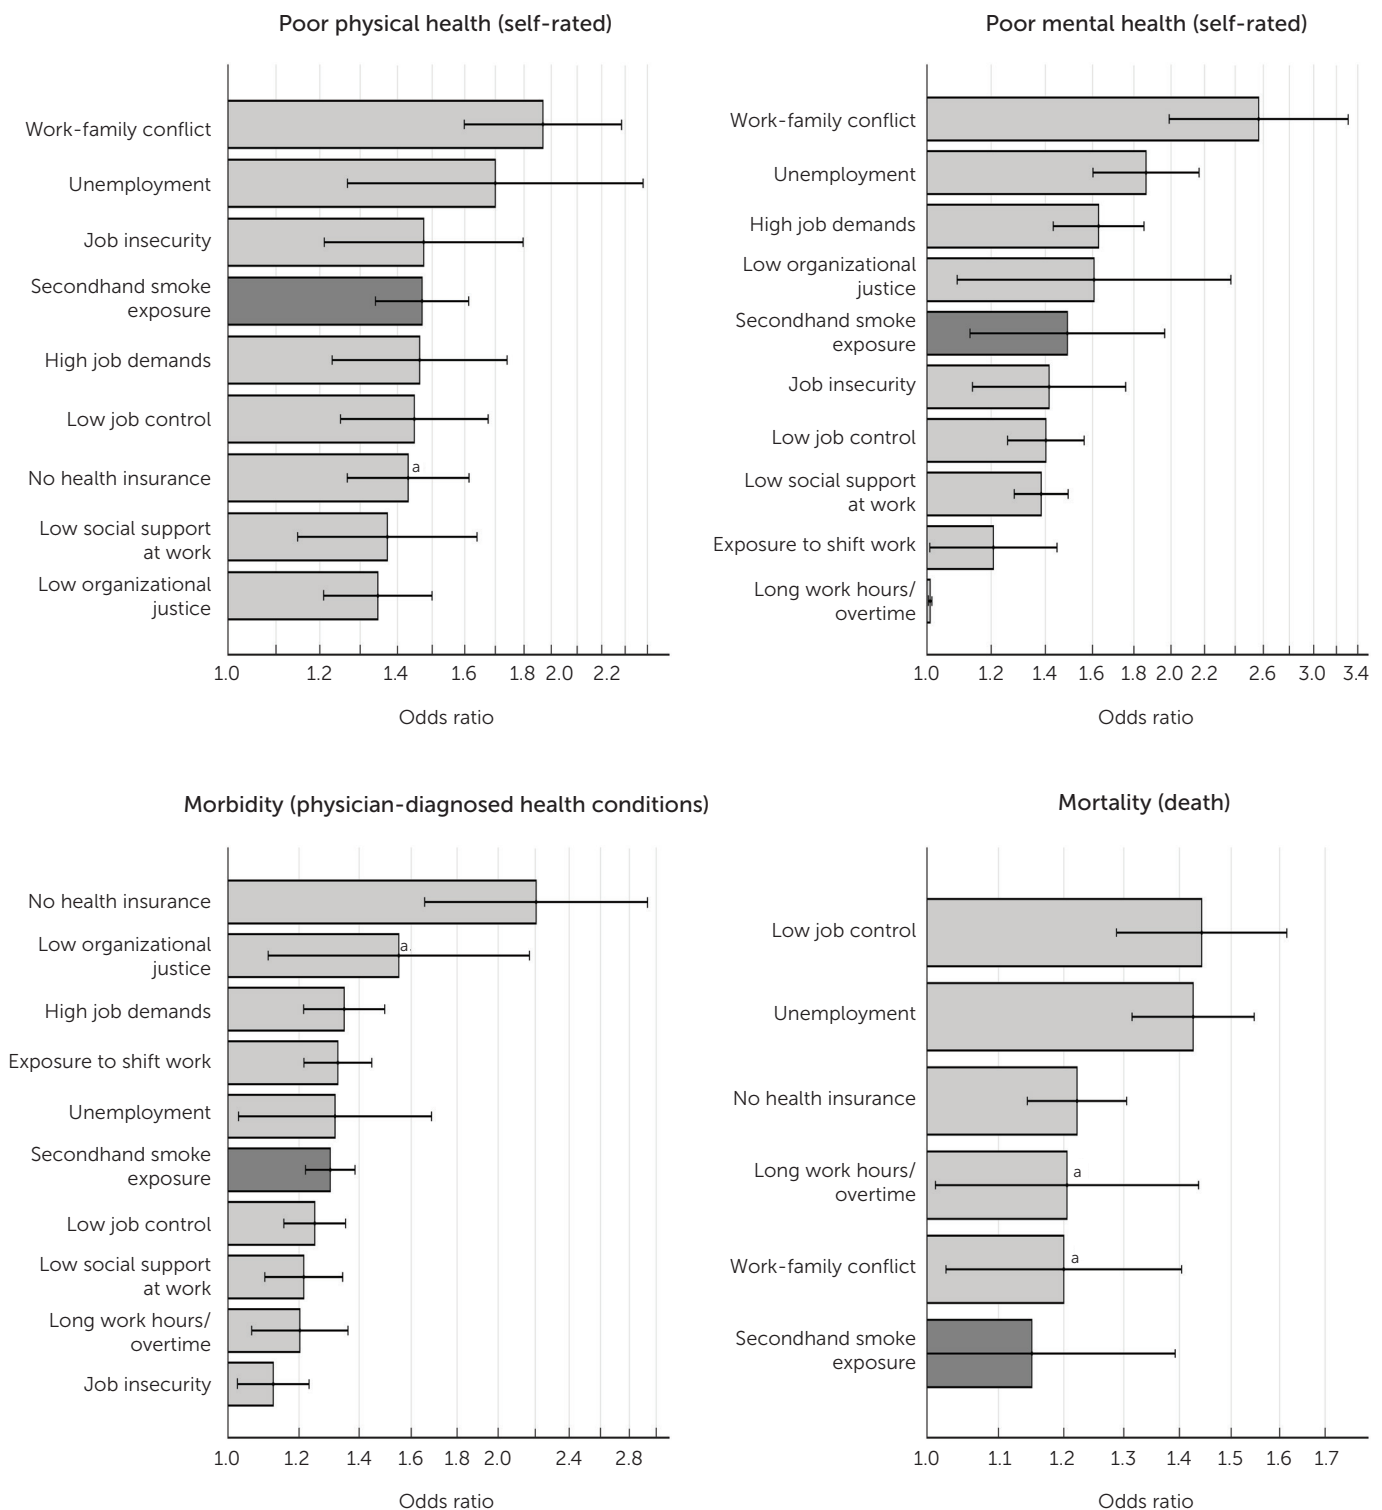 Poor physical health (self-rated)
Work-family conflict
Unemployment
Job insecurity
Secondhand smoke
exposure
High job demands
Low job control
No health insurance
a
Low social support
at work
Low organizational
justice
1.0 1.2 1.4 1.6 1.8 2.0 2.2
Odds ratio
Poor mental health (self-rated)
Work-family conflict
Unemployment
High job demands
Low organizational
justice
Secondhand smoke
exposure
Job insecurity
Low job control
Low social support
at work
Exposure to shift work
Long work hours/
overtime
1.0 1.2 1.4 1.6 1.8 2.0 2.2 2.6 3.0 3.4
Odds ratio
Morbidity (physician-diagnosed health conditions)
No health insurance
Low organizational
justice
a
High job demands
Exposure to shift work
Unemployment
Secondhand smoke
exposure
Low job control
Low social support
at work
Long work hours/
overtime
Job insecurity
1.0 1.2 1.4 1.6 2.0 2.4 2.8
Odds ratio
Mortality (death)
Low job control
Unemployment
No health insurance
Long work hours/
overtime
a
Work-family conflict
a
Secondhand smoke
exposure
1.0 1.1 1.2 1.3 1.4 1.5 1.6 1.7
Odds ratio